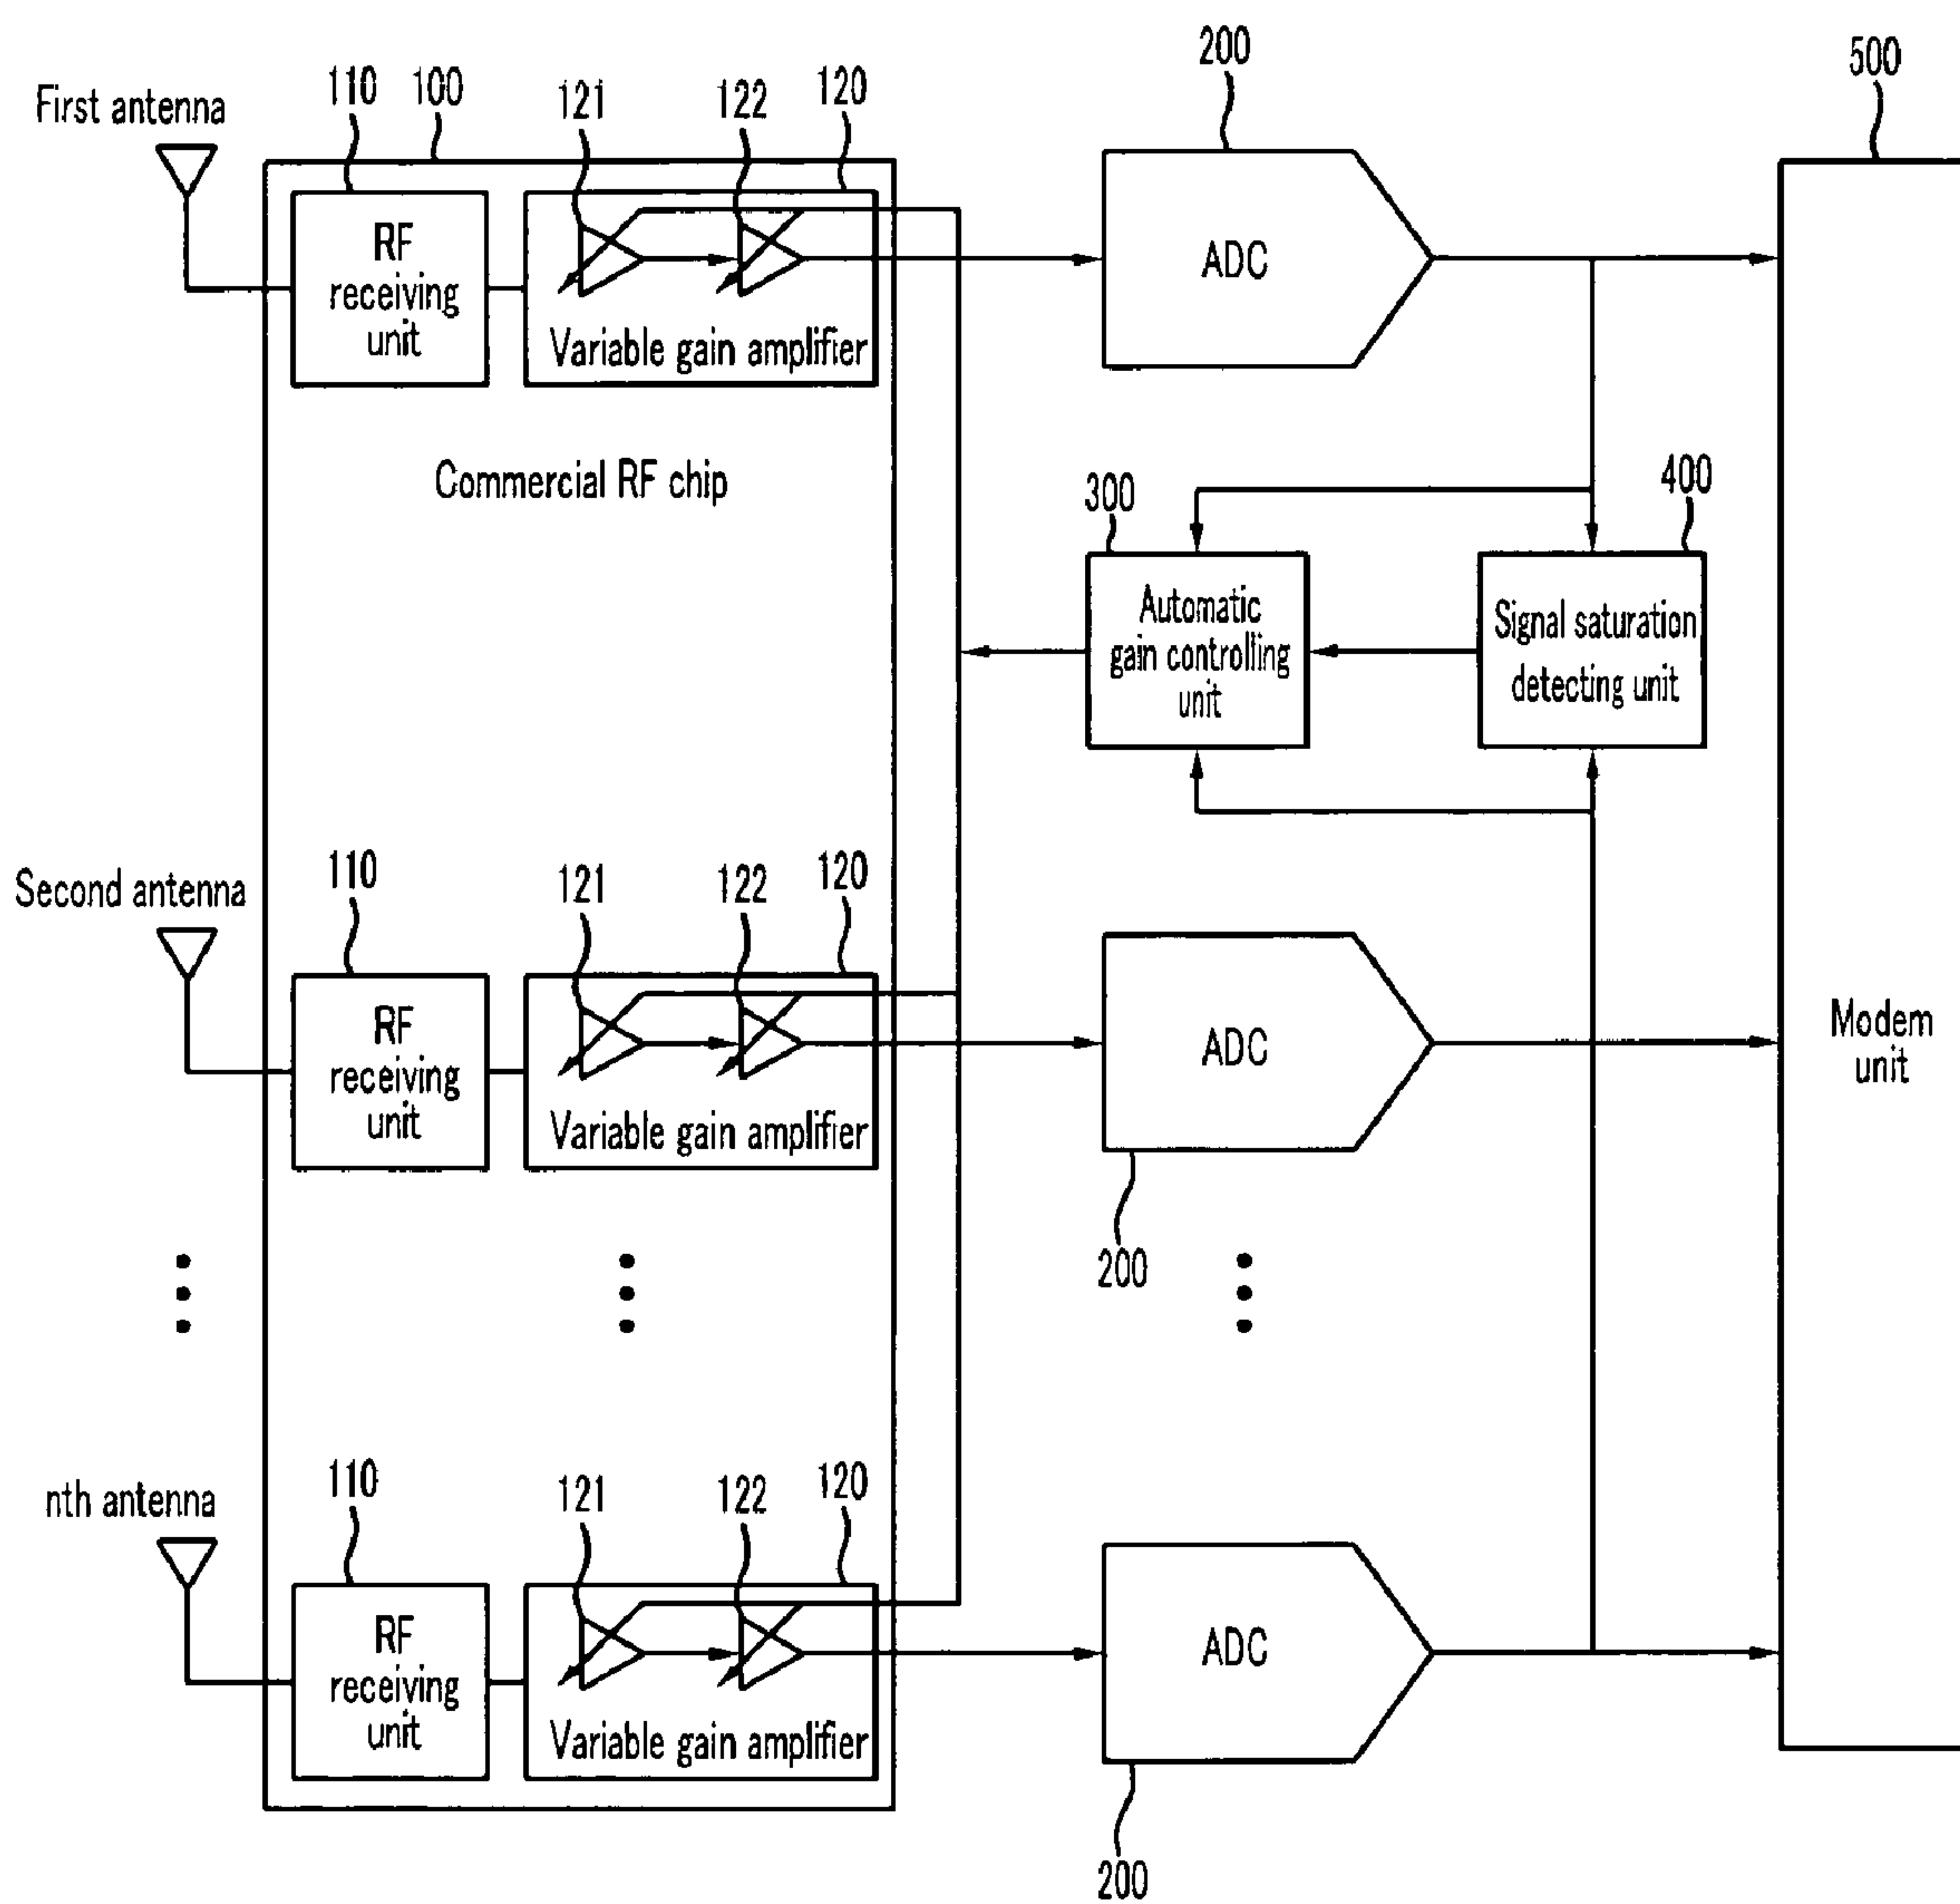 200
500
110
100
121
122
120
First antenna
RF
receiving
unit
Variable gain amplifier
ADC
Commercial RF chip
300
400
Automatic
gain controlling
unit
Signal saturation
detecting unit
110
121
122
120
Second antenna
RF
receiving
unit
Variable gain amplifier
ADC
Modem
unit
200
110
121
122
120
nth antenna
RF
receiving
unit
Variable gain amplifier
ADC
200